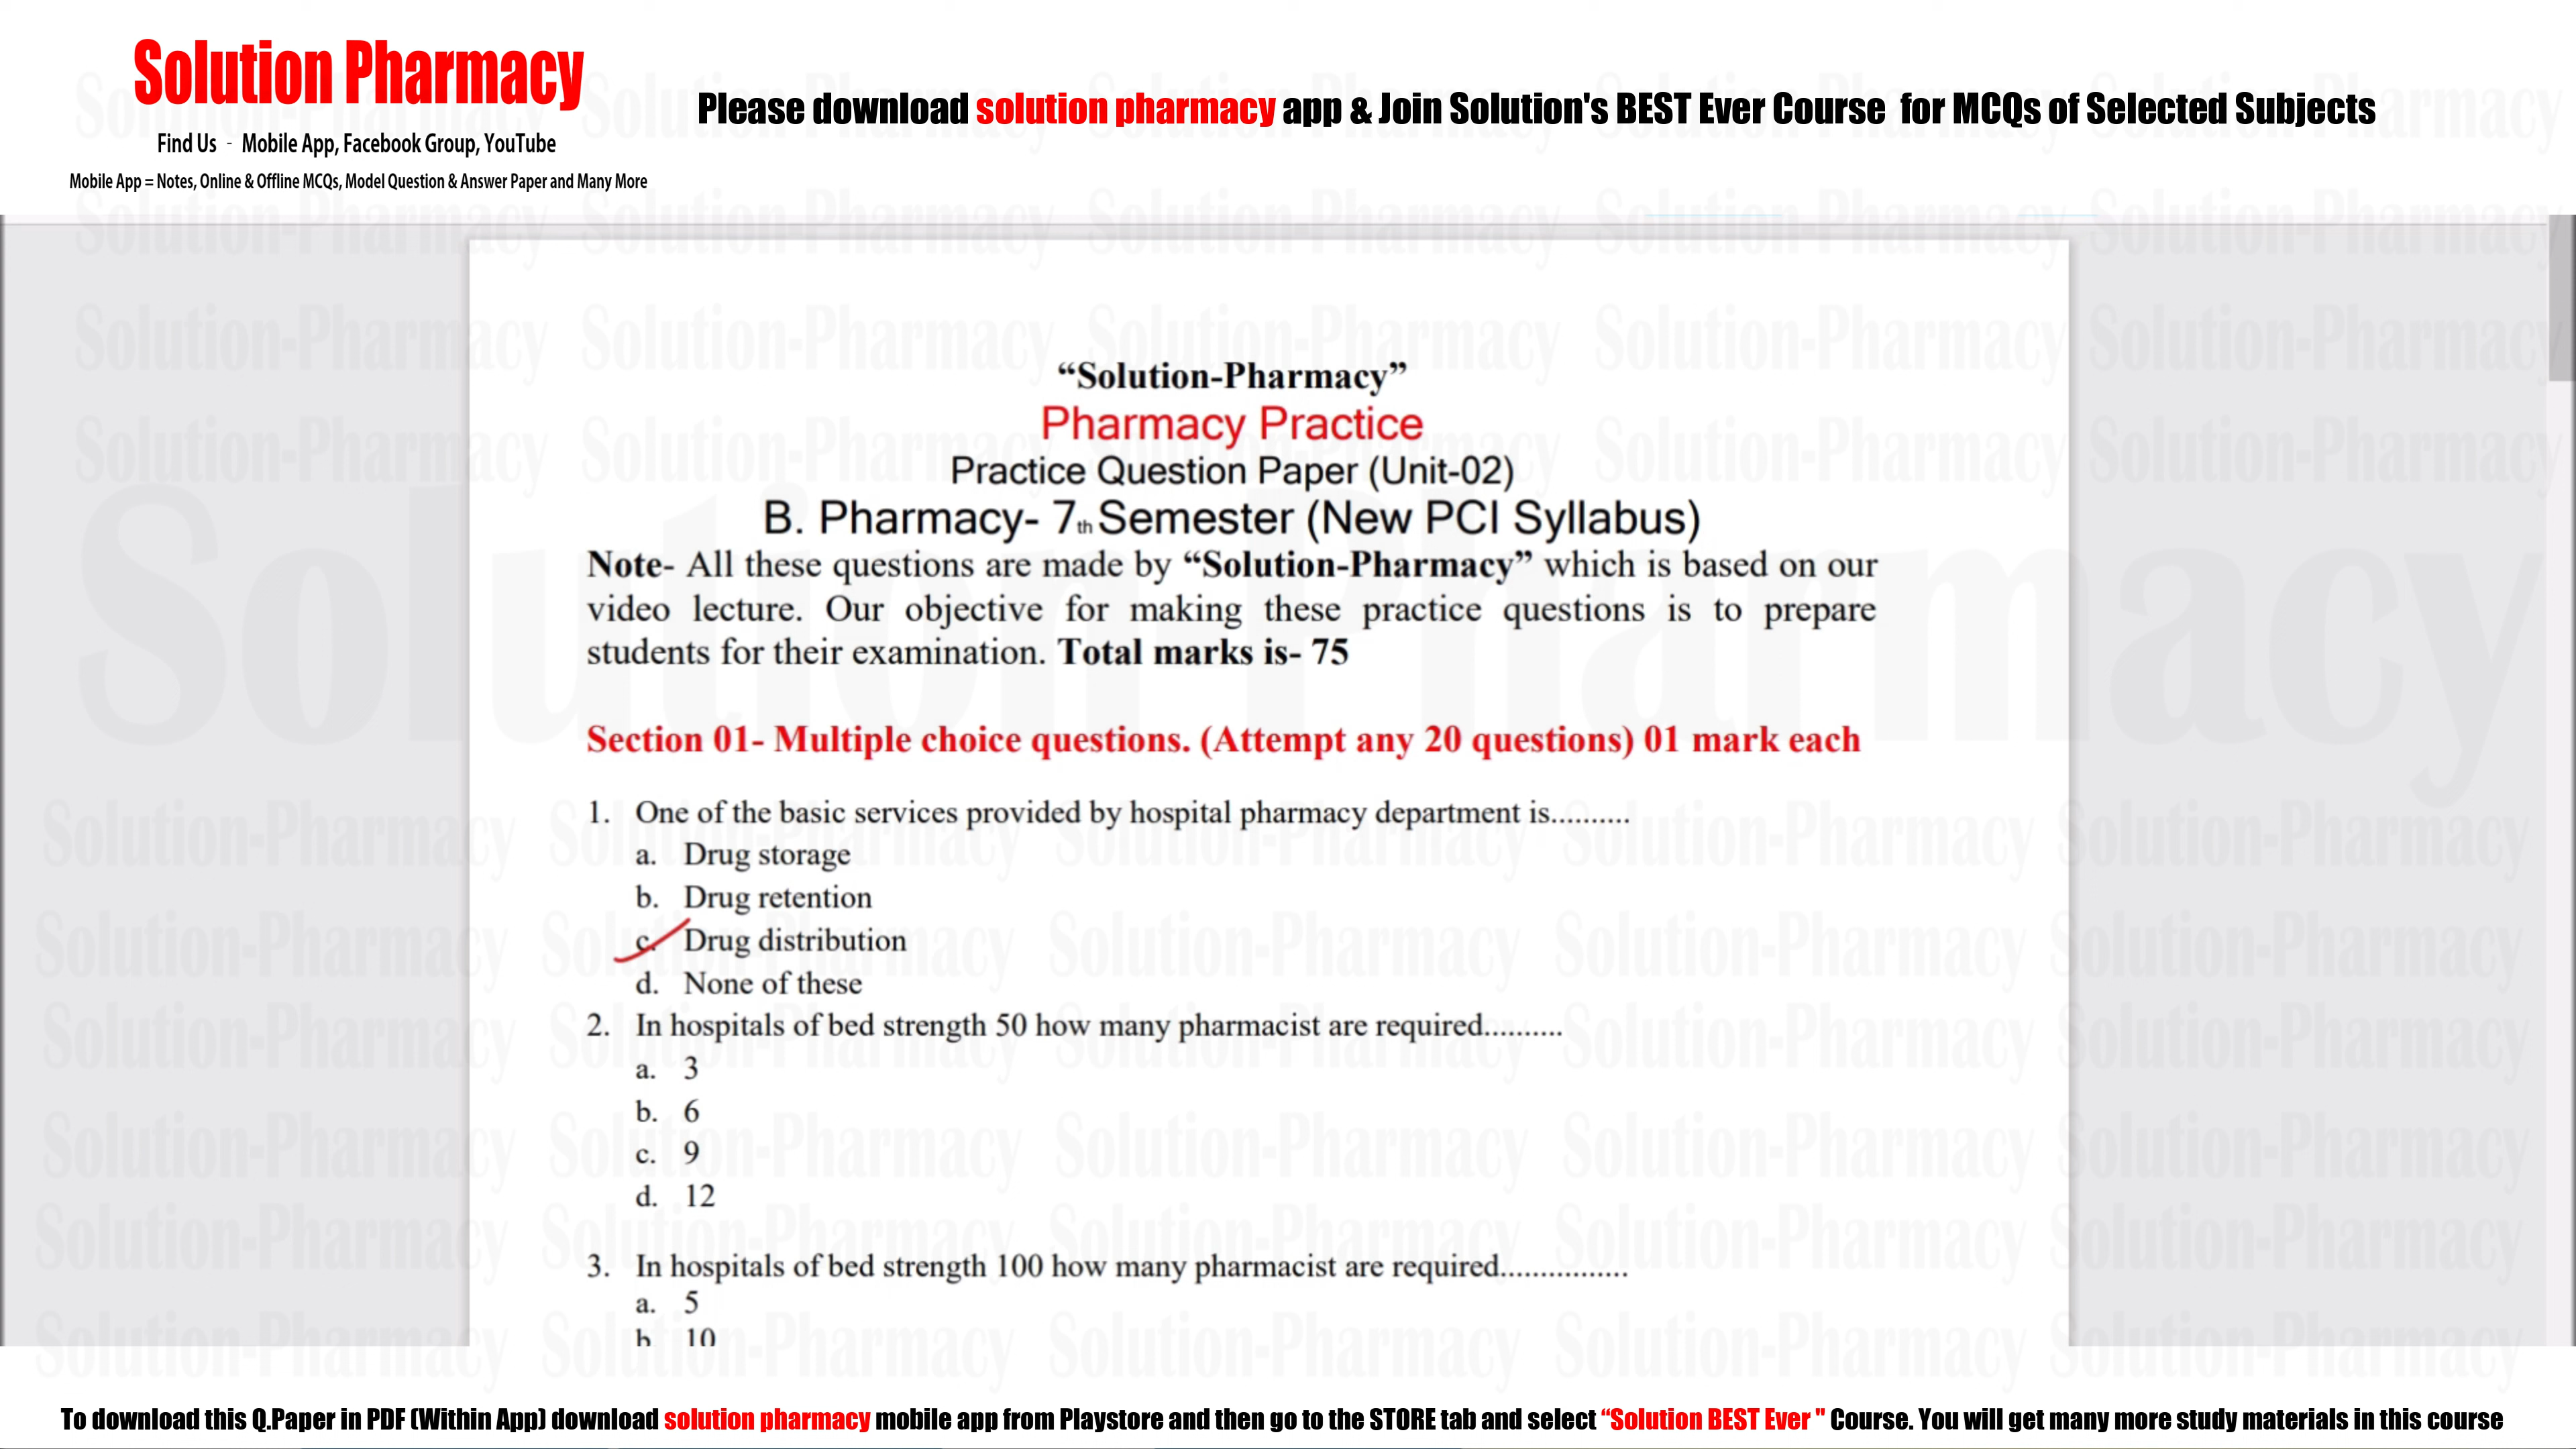 Solution Pharmacy
Find Us - Mobile App, Facebook Group, YouTube
Mobile App = Notes, Online & Offline MCQs, Model Question & Answer Paper and Many More
Please download solution pharmacy app & Join Solution's BEST Ever Course for MCQs of Selected Subjects
“Solution-Pharmacy”
Pharmacy Practice
Practice Question Paper (Unit-02)
B. Pharmacy- 7th Semester (New PCI Syllabus)
Note- All these questions are made by “Solution-Pharmacy” which is based on our
video lecture. Our objective for making these practice questions is to prepare
students for their examination. Total marks is- 75
Section 01- Multiple choice questions. (Attempt any 20 questions) 01 mark each
1. One of the basic services provided by hospital pharmacy department is..........
a. Drug storage
b. Drug retention
c. Drug distribution
d. None of these
2. In hospitals of bed strength 50 how many pharmacist are required..........
a. 3
b. 6
c. 9
d. 12
3. In hospitals of bed strength 100 how many pharmacist are required................
a. 5
b. 10
To download this Q.Paper in PDF (Within App) download solution pharmacy mobile app from Playstore and then go to the STORE tab and select “Solution BEST Ever " Course. You will get many more study materials in this course